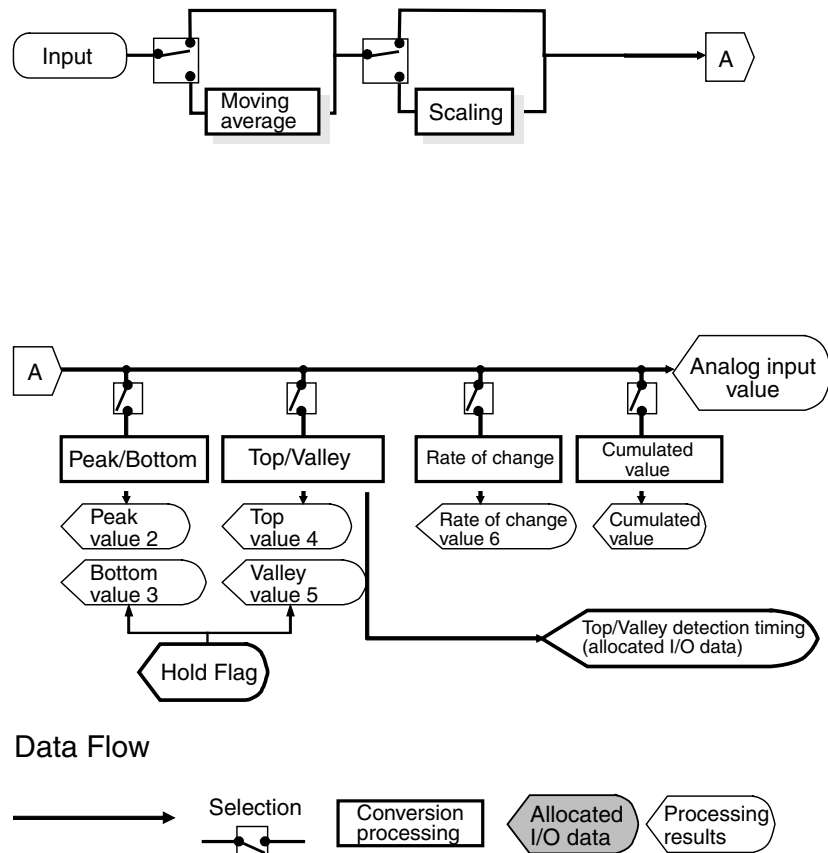 Input
Moving
average
Scaling
A
A
Analog input
value
Peak/Bottom
Top/Valley
Rate of change
Cumulated
value
Peak
value 2
Top
value 4
Rate of change
value 6
Cumulated
value
Bottom
value 3
Valley
value 5
Top/Valley detection timing
(allocated I/O data)
Hold Flag
Data Flow
Selection
Conversion
processing
Allocated
I/O data
Processing
results